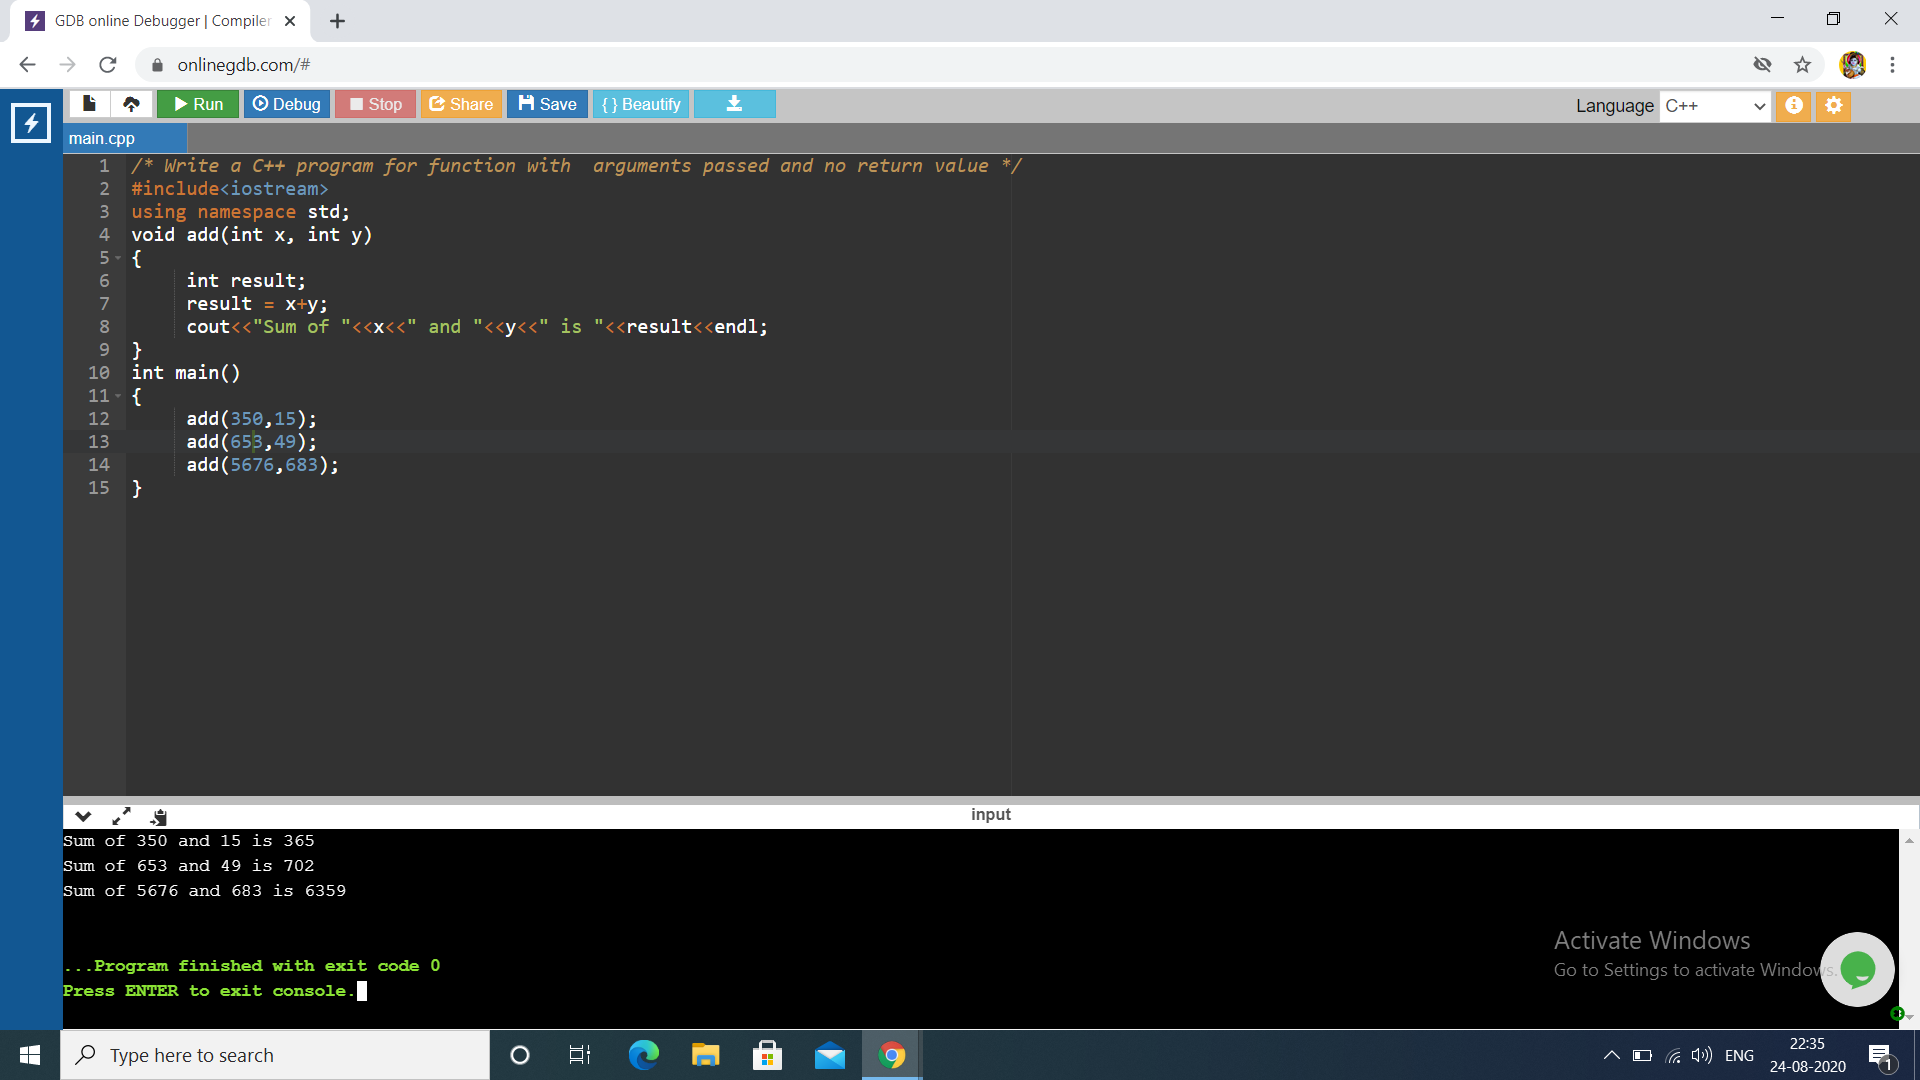 GDB online Debugger | Compiler
onlinegdb.com/#
Run Debug Stop Share Save { } Beautify
Language C++
main.cpp
1 /* Write a C++ program for function with  arguments passed and no return value */
2 #include<iostream>
3 using namespace std;
4 void add(int x, int y)
5 {
6 int result;
7 result = x+y;
8 cout<<"Sum of "<<x<<" and "<<y<<" is "<<result<<endl;
9 }
10 int main()
11 {
12 add(350,15);
13 add(653,49);
14 add(5676,683);
15 }
input
Sum of 350 and 15 is 365
Sum of 653 and 49 is 702
Sum of 5676 and 683 is 6359
...Program finished with exit code 0
Press ENTER to exit console.
Activate Windows
Go to Settings to activate Windows.
Type here to search
ENG
22:35
24-08-2020
1